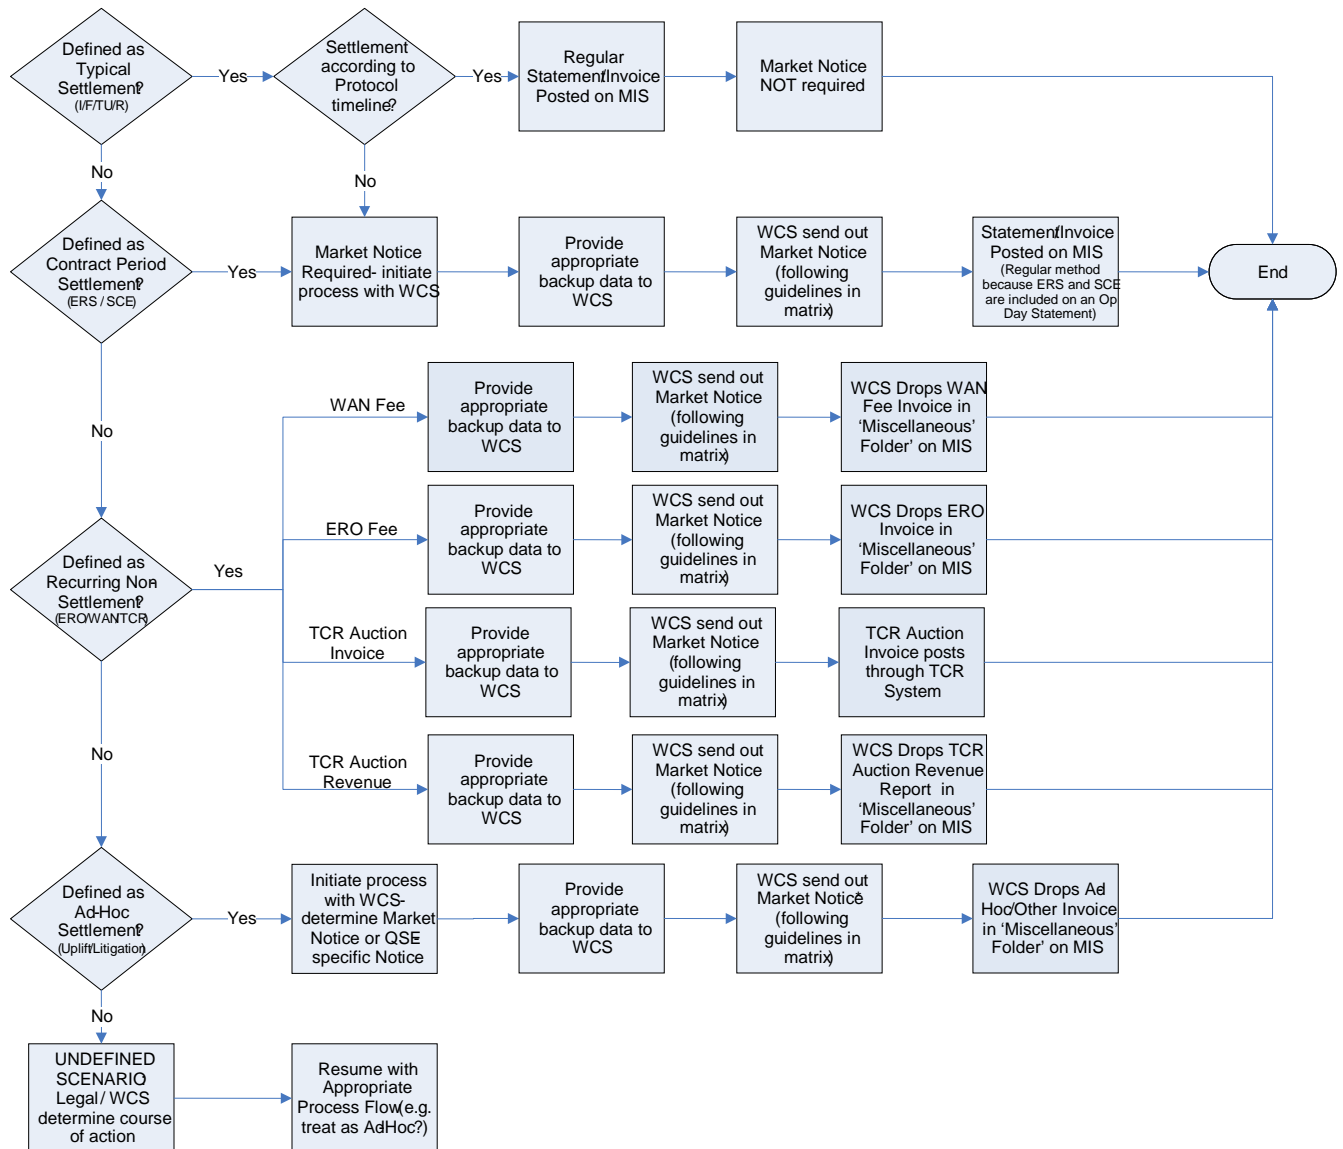 Defined as
Typical
Settlement?
(I/F/TU/R)
Yes
Settlement
according to
Protocol
timeline?
Yes
Regular
Statement/Invoice
Posted on MIS
Market Notice
NOT required
No
No
Defined as
Contract Period
Settlement?
(ERS / SCE)
Yes
Market Notice
Required- initiate
process with WCS
Provide
appropriate
backup data to
WCS
WCS send out
Market Notice
(following
guidelines in
matrix)
Statement/Invoice
Posted on MIS
(Regular method
because ERS and SCE
are included on an Op
Day Statement)
End
No
WAN Fee
Provide
appropriate
backup data to
WCS
WCS send out
Market Notice
(following
guidelines in
matrix)
WCS Drops WAN
Fee Invoice in
‘Miscellaneous’
Folder’ on MIS
ERO Fee
Provide
appropriate
backup data to
WCS
WCS send out
Market Notice
(following
guidelines in
matrix)
WCS Drops ERO
Invoice in
‘Miscellaneous’
Folder’ on MIS
Defined as
Recurring Non-
Settlement?
(ERO/WAN/TCR)
Yes
TCR Auction
Invoice
Provide
appropriate
backup data to
WCS
WCS send out
Market Notice
(following
guidelines in
matrix)
TCR Auction
Invoice posts
through TCR
System
No
TCR Auction
Revenue
Provide
appropriate
backup data to
WCS
WCS send out
Market Notice
(following
guidelines in
matrix)
WCS Drops TCR
Auction Revenue
Report in
‘Miscellaneous’
Folder’ on MIS
Defined as
Ad-Hoc
Settlement?
(Uplift/Litigation)
Yes
Initiate process
with WCS-
determine Market
Notice or QSE
specific Notice
Provide
appropriate
backup data to
WCS
WCS send out
Market Notice*
(following
guidelines in
matrix)
WCS Drops Ad-
Hoc/Other Invoice
in ‘Miscellaneous’
Folder’ on MIS
No
UNDEFINED
SCENARIO:
Legal / WCS
determine course
of action
Resume with
Appropriate
Process Flow(e.g.
treat as Ad-Hoc?)